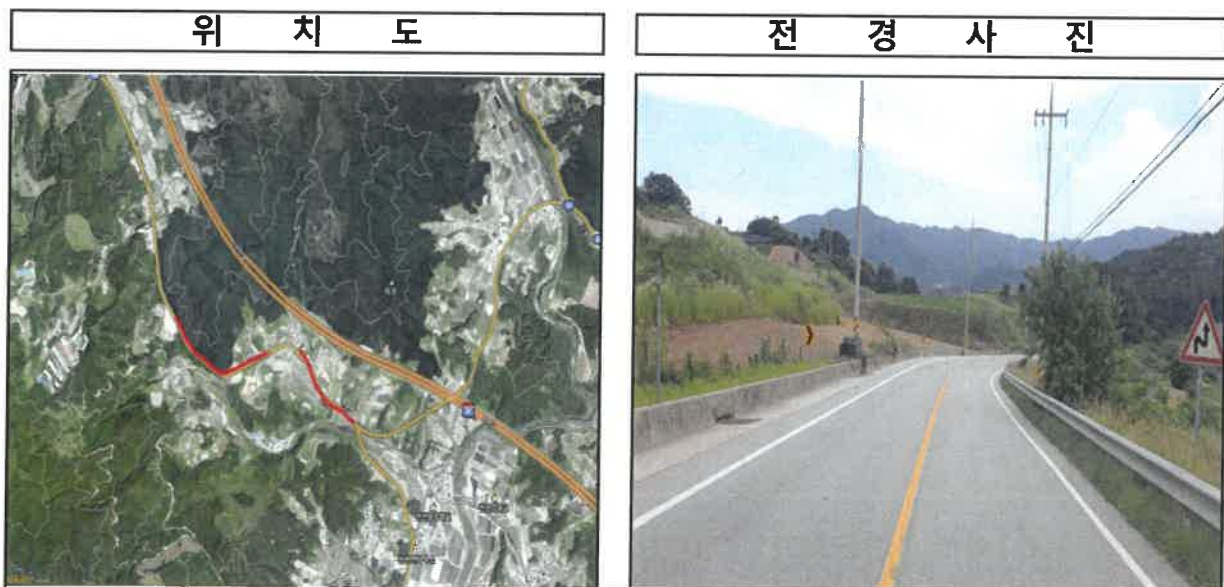 위 치 도
전 경 사 진